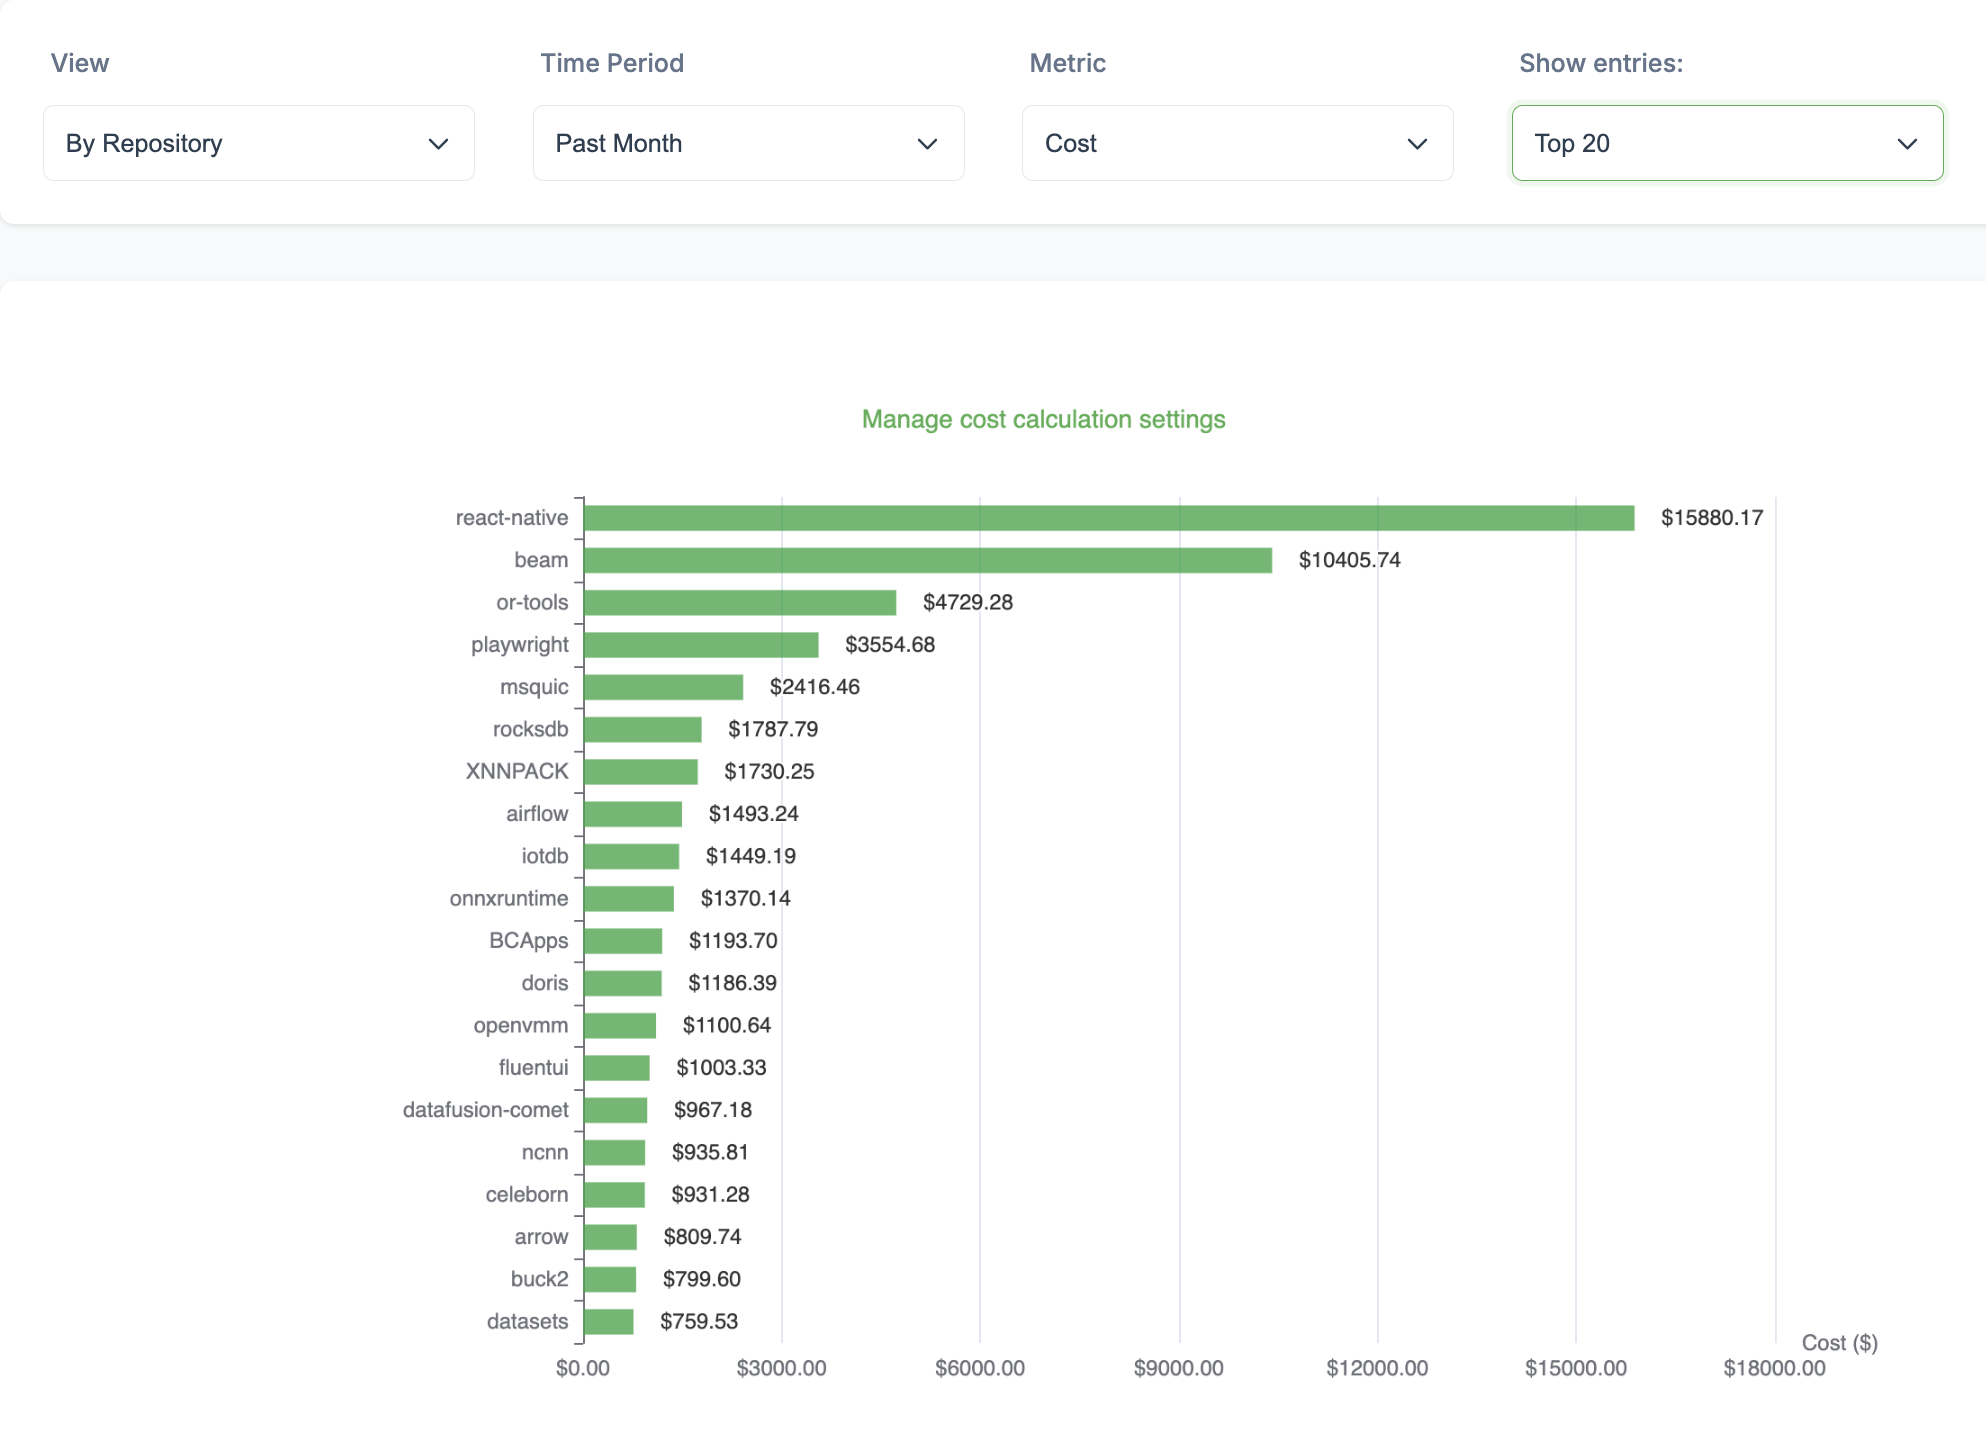 View Time Period Metric Show entries:
By Repository Past Month Cost Top 20
Manage cost calculation settings
react-native $15880.17
beam $10405.74
or-tools $4729.28
playwright $3554.68
msquic $2416.46
rocksdb $1787.79
XNNPACK $1730.25
airflow $1493.24
iotdb $1449.19
onnxruntime $1370.14
BCApps $1193.70
doris $1186.39
openvmm $1100.64
fluentui $1003.33
datafusion-comet $967.18
ncnn $935.81
celeborn $931.28
arrow $809.74
buck2 $799.60
datasets $759.53
Cost ($)
$0.00 $3000.00 $6000.00 $9000.00 $12000.00 $15000.00 $18000.00